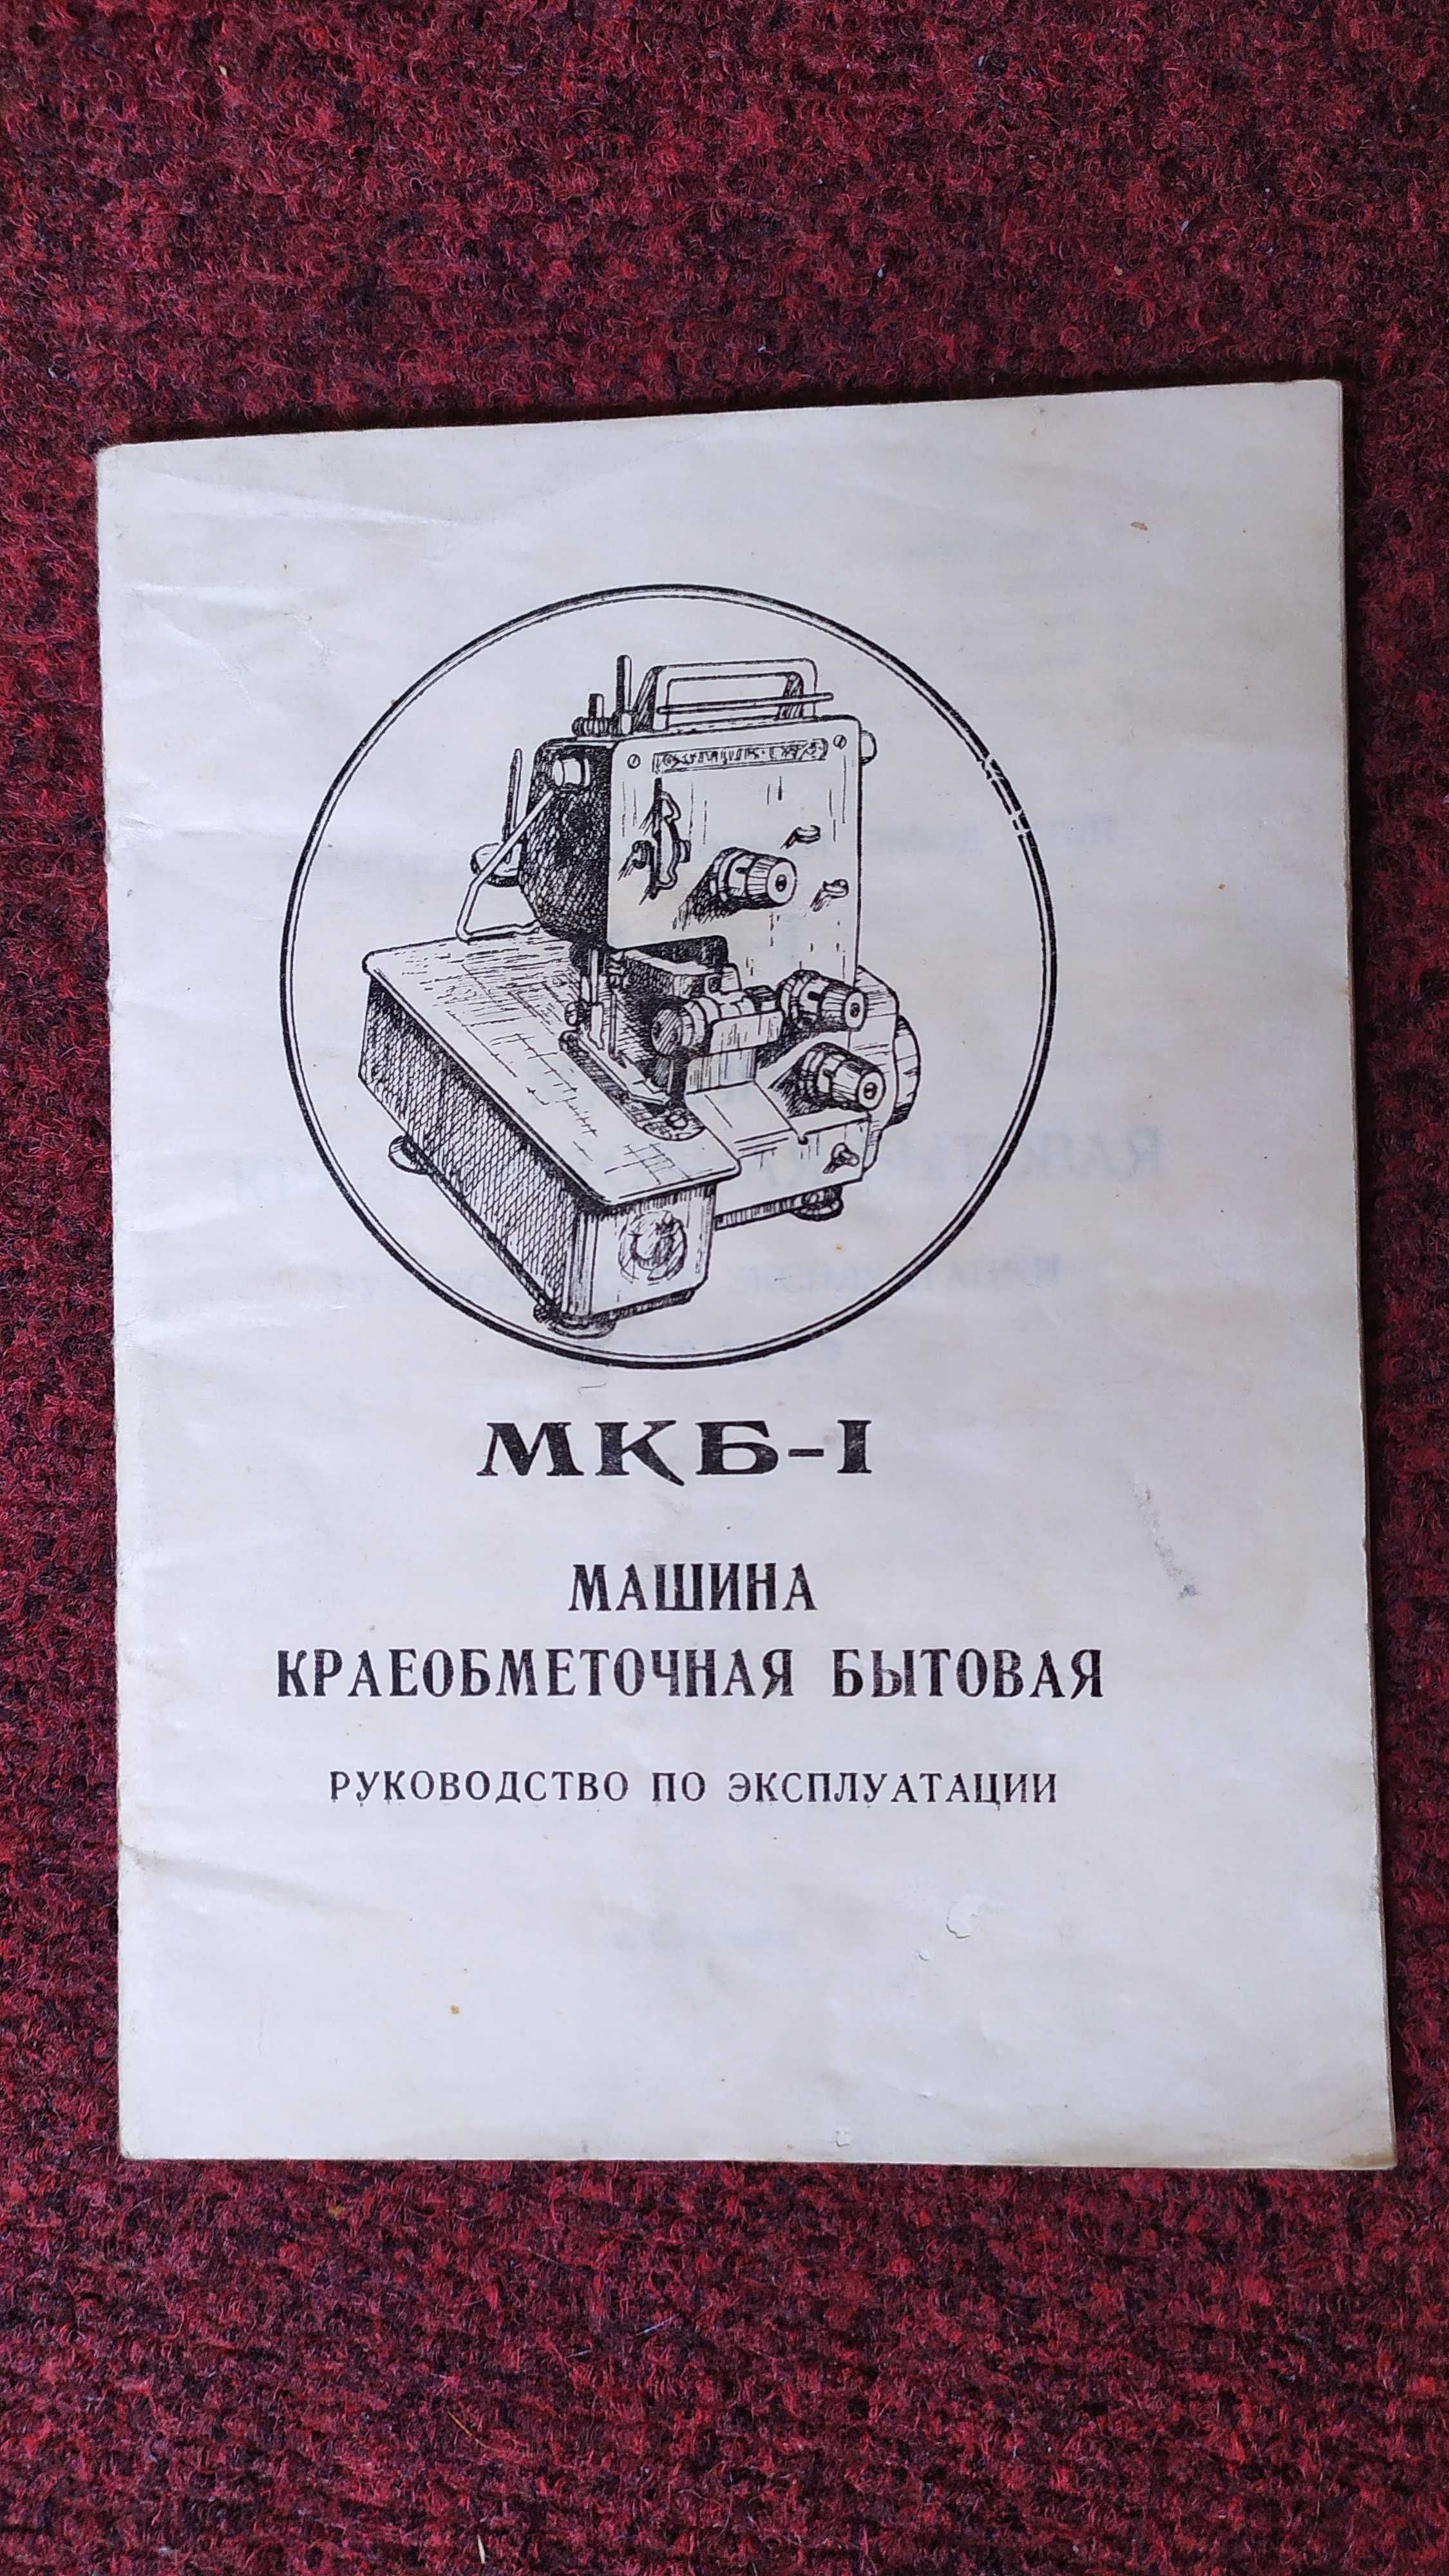 МКБ-I
МАШИНА
КРАЕОБМЕТОЧНАЯ БЫТОВАЯ
РУКОВОДСТВО ПО ЭКСПЛУАТАЦИИ